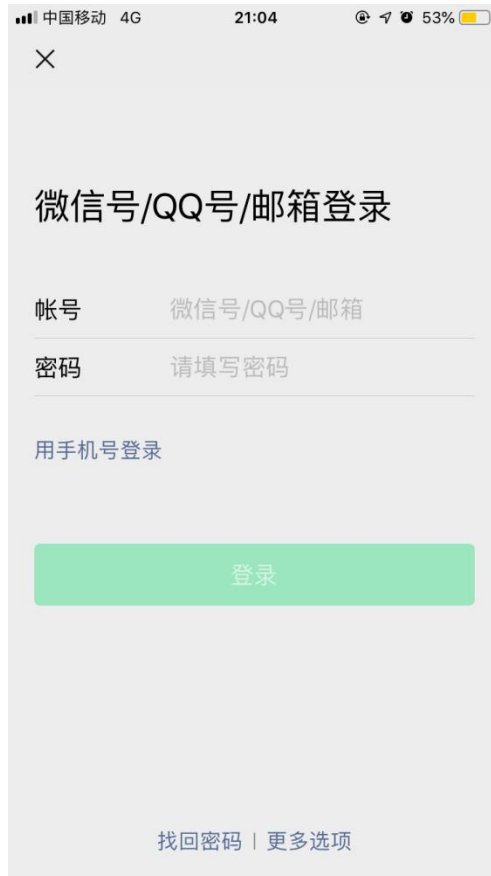 中国移动 4G 21:04 53%
微信号/QQ号/邮箱登录
帐号 微信号/QQ号/邮箱
密码 请填写密码
用手机号登录
登录
找回密码 | 更多选项